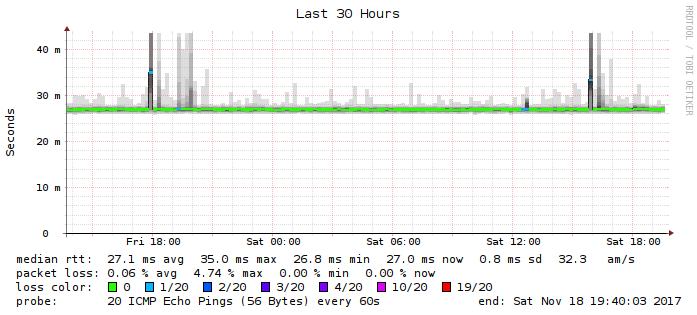 Last 30 Hours
RRDTOOL / TOBI OETIKER
Seconds
40 m
30 m
20 m
10 m
0
Fri 18:00 Sat 00:00 Sat 06:00 Sat 12:00 Sat 18:00
median rtt: 27.1 ms avg 35.0 ms max 26.8 ms min 27.0 ms now 0.8 ms sd 32.3 am/s
packet loss: 0.06 % avg 4.74 % max 0.00 % min 0.00 % now
loss color: 0 1/20 2/20 3/20 4/20 10/20 19/20
probe: 20 ICMP Echo Pings (56 Bytes) every 60s end: Sat Nov 18 19:40:03 2017